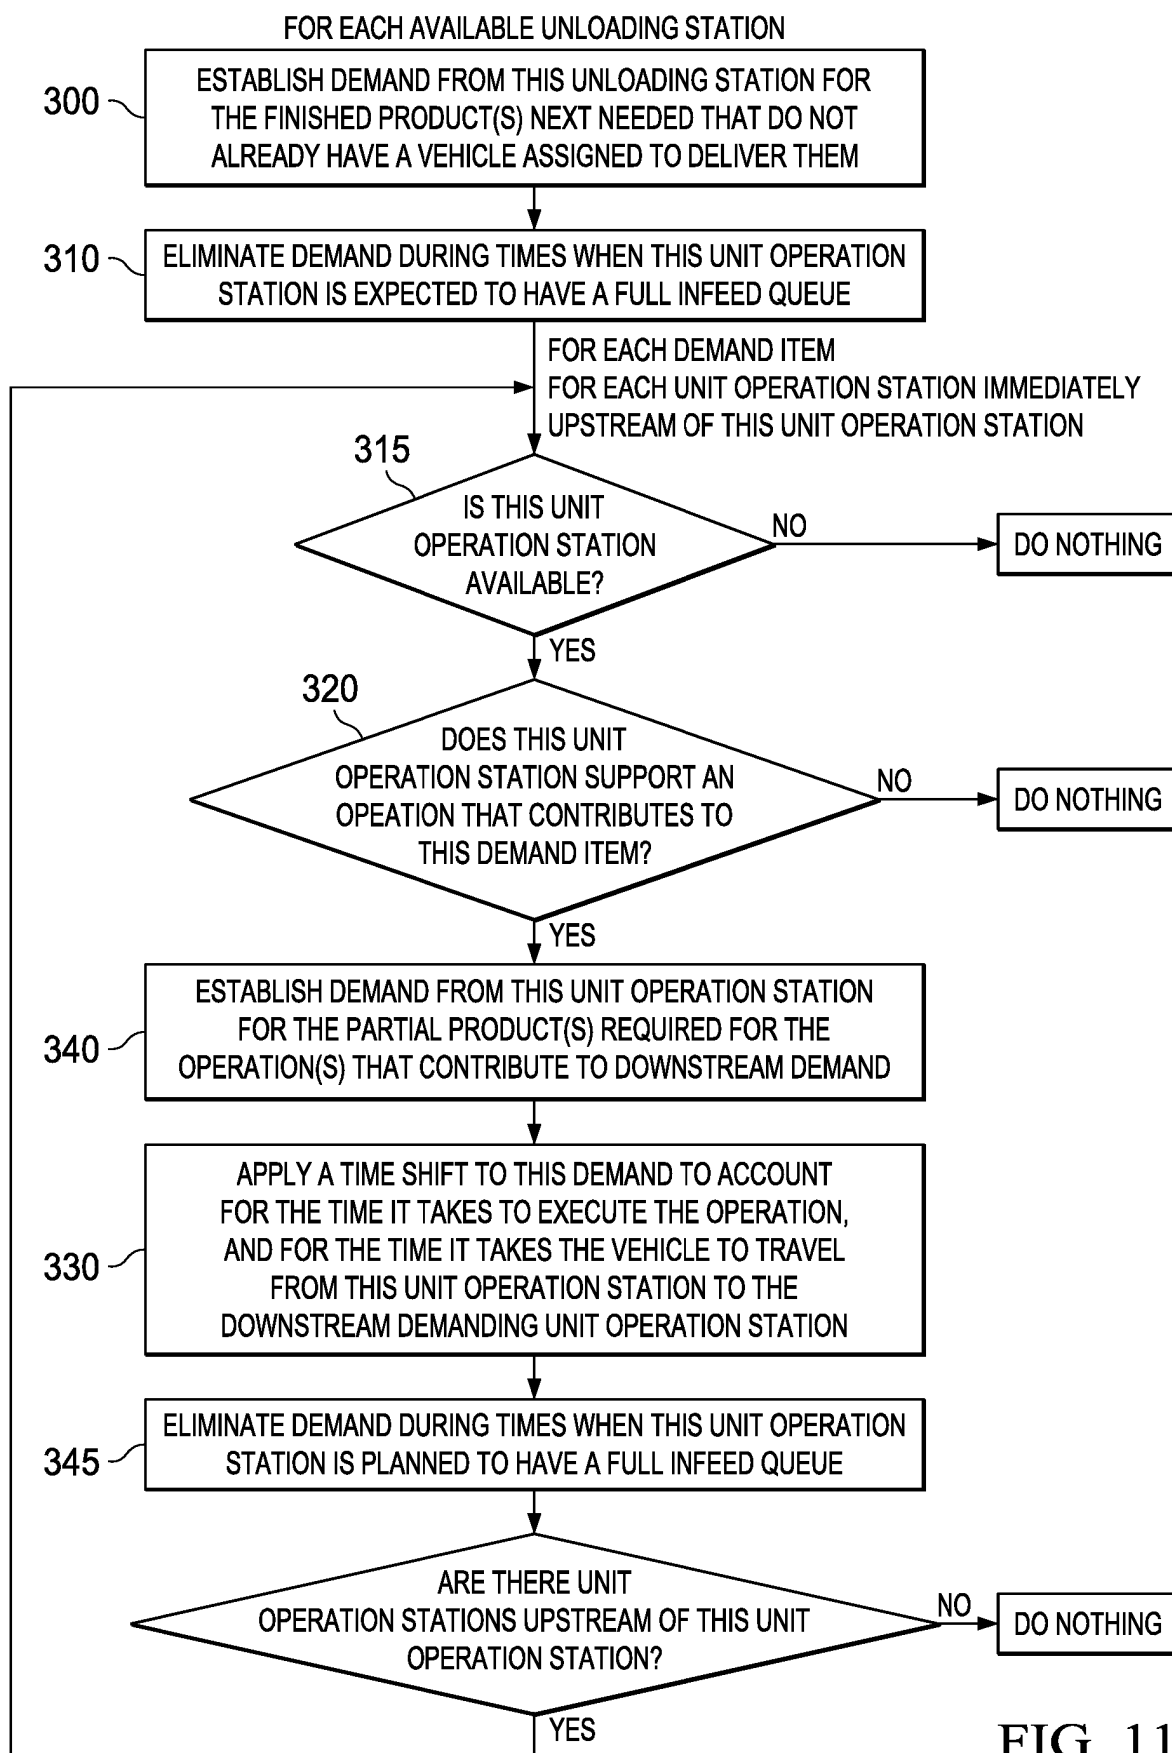 FOR EACH AVAILABLE UNLOADING STATION
300
ESTABLISH DEMAND FROM THIS UNLOADING STATION FOR
THE FINISHED PRODUCT(S) NEXT NEEDED THAT DO NOT
ALREADY HAVE A VEHICLE ASSIGNED TO DELIVER THEM
310
ELIMINATE DEMAND DURING TIMES WHEN THIS UNIT OPERATION
STATION IS EXPECTED TO HAVE A FULL INFEED QUEUE
FOR EACH DEMAND ITEM
FOR EACH UNIT OPERATION STATION IMMEDIATELY
UPSTREAM OF THIS UNIT OPERATION STATION
315
IS THIS UNIT
OPERATION STATION
AVAILABLE?
NO
DO NOTHING
YES
320
DOES THIS UNIT
OPERATION STATION SUPPORT AN
OPEATION THAT CONTRIBUTES TO
THIS DEMAND ITEM?
NO
DO NOTHING
YES
340
ESTABLISH DEMAND FROM THIS UNIT OPERATION STATION
FOR THE PARTIAL PRODUCT(S) REQUIRED FOR THE
OPERATION(S) THAT CONTRIBUTE TO DOWNSTREAM DEMAND
330
APPLY A TIME SHIFT TO THIS DEMAND TO ACCOUNT
FOR THE TIME IT TAKES TO EXECUTE THE OPERATION,
AND FOR THE TIME IT TAKES THE VEHICLE TO TRAVEL
FROM THIS UNIT OPERATION STATION TO THE
DOWNSTREAM DEMANDING UNIT OPERATION STATION
345
ELIMINATE DEMAND DURING TIMES WHEN THIS UNIT OPERATION
STATION IS PLANNED TO HAVE A FULL INFEED QUEUE
ARE THERE UNIT
OPERATION STATIONS UPSTREAM OF THIS UNIT
OPERATION STATION?
NO
DO NOTHING
YES
FIG. 11